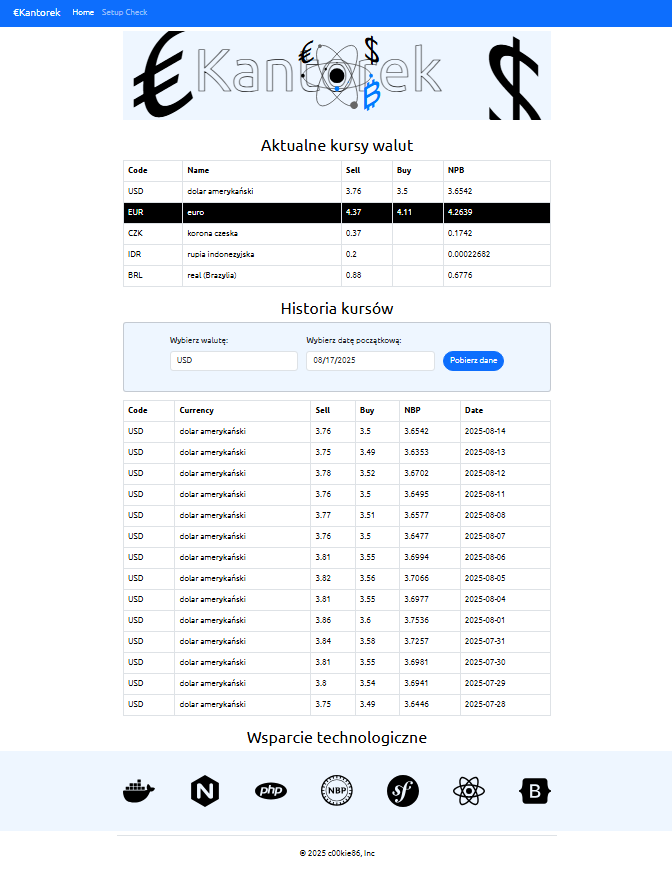 €Kantorek Home Setup Check
€ Kantorek € $ ₿ $
Aktualne kursy walut
Code Name Sell Buy NPB
USD dolar amerykański 3.76 3.5 3.6542
EUR euro 4.37 4.11 4.2639
CZK korona czeska 0.37 0.1742
IDR rupia indonezyjska 0.2 0.00022682
BRL real (Brazylia) 0.88 0.6776
Historia kursów
Wybierz walutę: Wybierz datę początkową:
USD 08/17/2025 Pobierz dane
Code Currency Sell Buy NBP Date
USD dolar amerykański 3.76 3.5 3.6542 2025-08-14
USD dolar amerykański 3.75 3.49 3.6353 2025-08-13
USD dolar amerykański 3.78 3.52 3.6702 2025-08-12
USD dolar amerykański 3.76 3.5 3.6495 2025-08-11
USD dolar amerykański 3.77 3.51 3.6577 2025-08-08
USD dolar amerykański 3.76 3.5 3.6477 2025-08-07
USD dolar amerykański 3.81 3.55 3.6994 2025-08-06
USD dolar amerykański 3.82 3.56 3.7066 2025-08-05
USD dolar amerykański 3.81 3.55 3.6977 2025-08-04
USD dolar amerykański 3.86 3.6 3.7536 2025-08-01
USD dolar amerykański 3.84 3.58 3.7257 2025-07-31
USD dolar amerykański 3.81 3.55 3.6981 2025-07-30
USD dolar amerykański 3.8 3.54 3.6941 2025-07-29
USD dolar amerykański 3.75 3.49 3.6446 2025-07-28
Wsparcie technologiczne
N php NBP sf B
© 2025 c00kie86, Inc